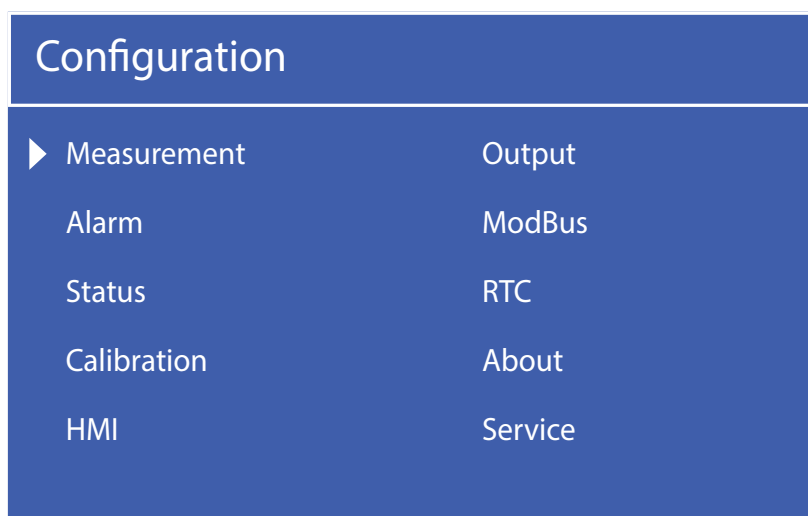 Configuration
Measurement
Alarm
Status
Calibration
HMI
Output
ModBus
RTC
About
Service